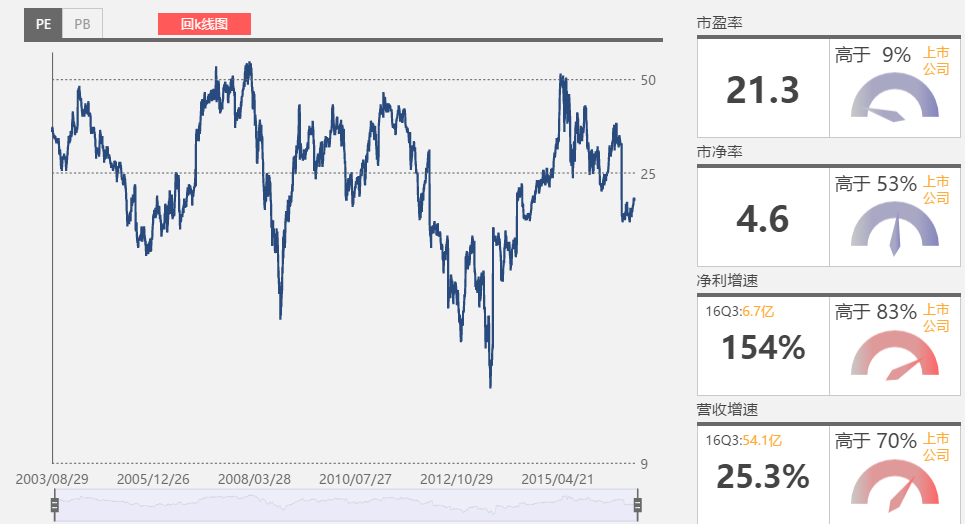 PE PB 回k线图
50
25
9
2003/08/29 2005/12/26 2008/03/28 2010/07/27 2012/10/29 2015/04/21
市盈率
21.3
高于 9% 上市
公司
市净率
4.6
高于 53% 上市
公司
净利增速
16Q3:6.7亿
154%
高于 83% 上市
公司
营收增速
16Q3:54.1亿
25.3%
高于 70% 上市
公司